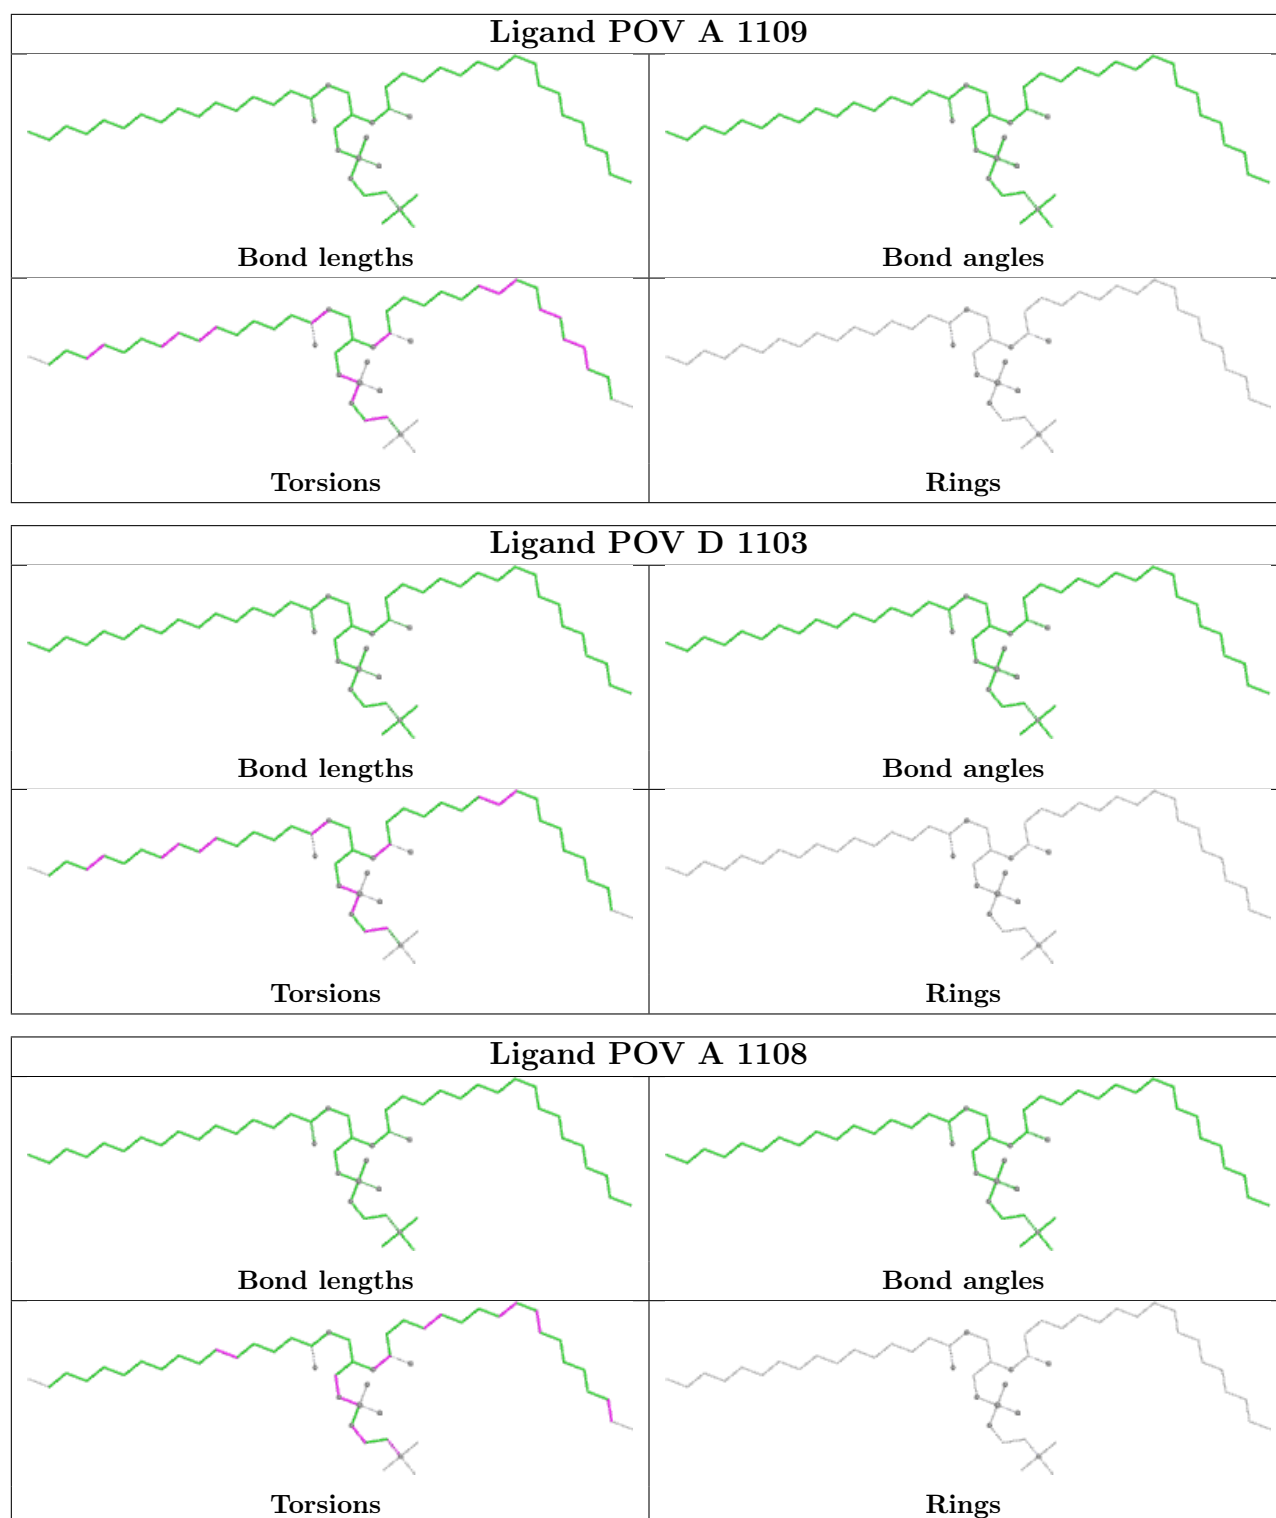 Ligand POV A 1109
Bond lengths
Bond angles
Torsions
Rings
Ligand POV D 1103
Bond lengths
Bond angles
Torsions
Rings
Ligand POV A 1108
Bond lengths
Bond angles
Torsions
Rings